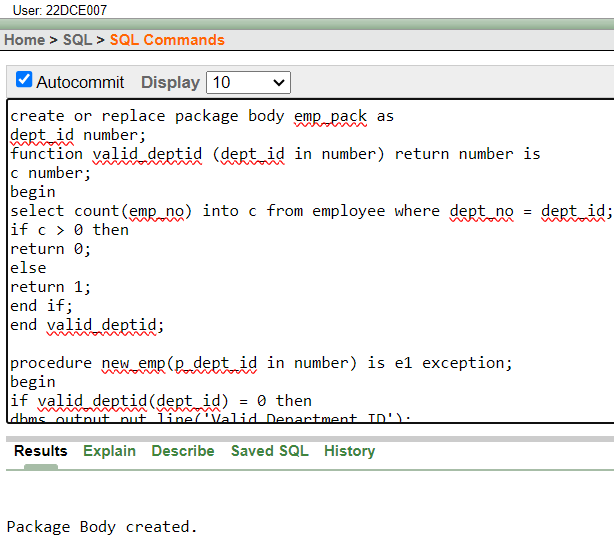 User: 22DCE007
Home > SQL > SQL Commands
Autocommit Display 10
create or replace package body emp_pack as
dept_id number;
function valid_deptid (dept_id in number) return number is
c number;
begin
select count(emp_no) into c from employee where dept_no = dept_id;
if c > 0 then
return 0;
else
return 1;
end if;
end valid_deptid;
procedure new_emp(p_dept_id in number) is e1 exception;
begin
if valid_deptid(dept_id) = 0 then
dbms_output.put_line('Valid Department ID');
Results Explain Describe Saved SQL History
Package Body created.